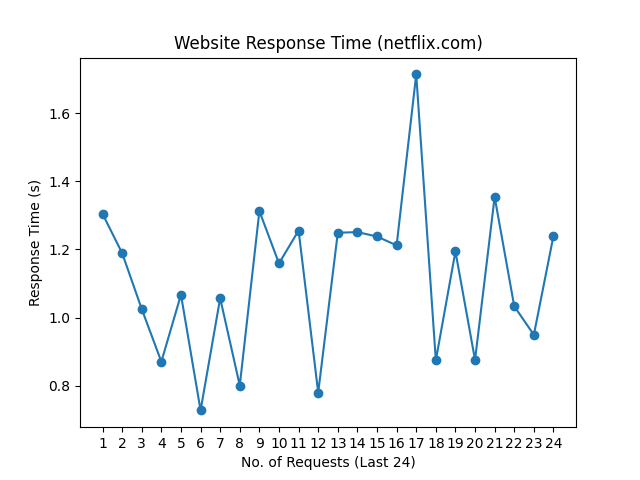 Website Response Time (netflix.com)
Response Time (s)
1.6
1.4
1.2
1.0
0.8
1 2 3 4 5 6 7 8 9 10 11 12 13 14 15 16 17 18 19 20 21 22 23 24
No. of Requests (Last 24)